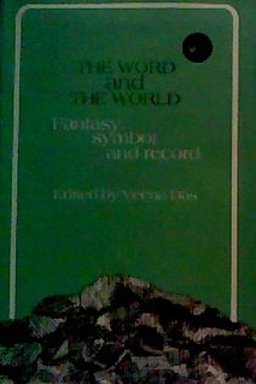 THE WORD
and
THE WORLD
Fantasy,
symbol
and record
Edited by Veena Das